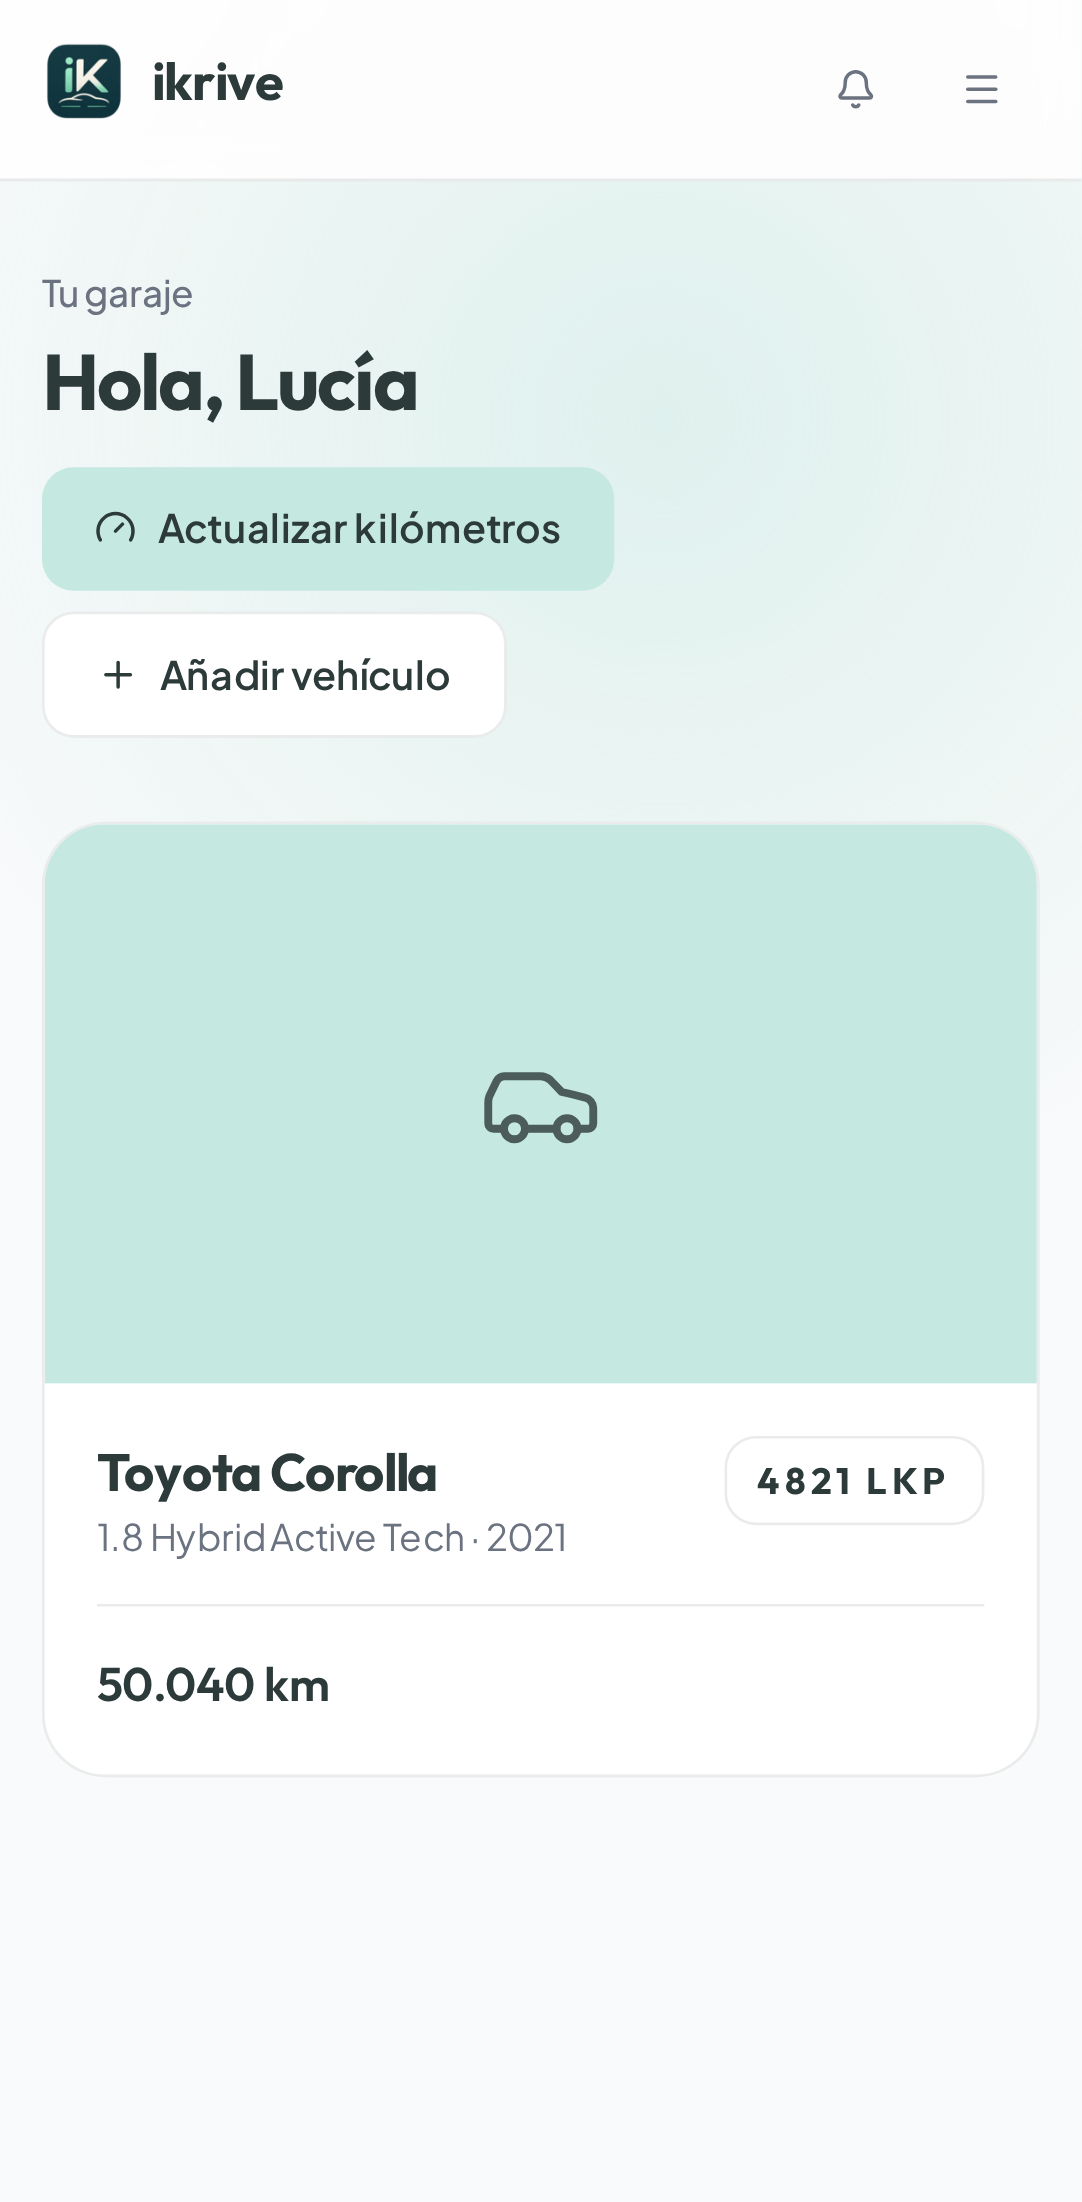 iK
ikrive
Tu garaje
Hola, Lucía
Actualizar kilómetros
Añadir vehículo
Toyota Corolla
4821 LKP
1.8 Hybrid Active Tech · 2021
50.040 km